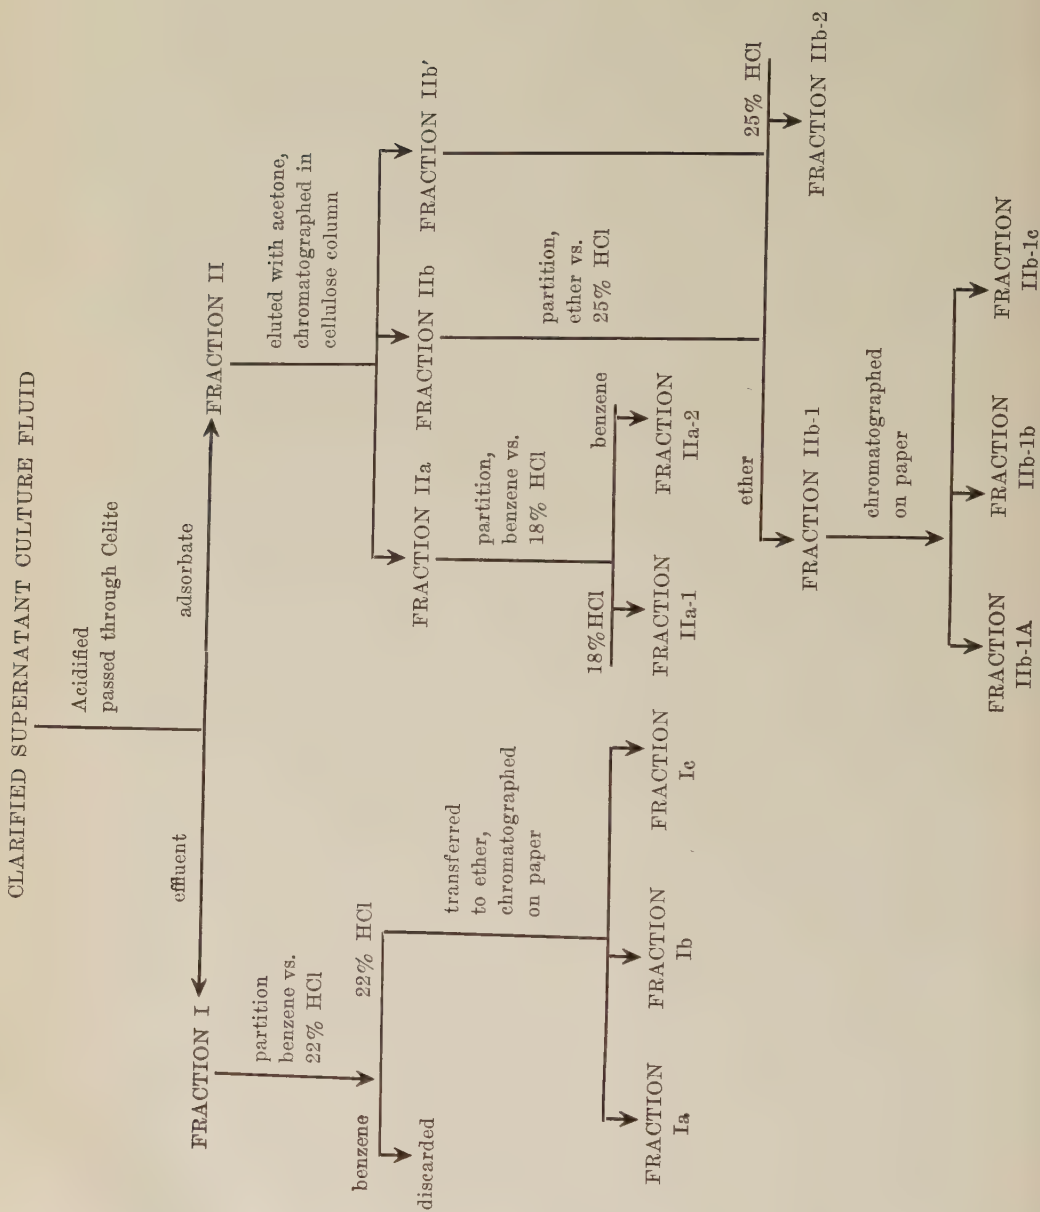 CLARIFIED SUPERNATANT CULTURE FLUID
Acidified
passed through Celite
effluent
adsorbate
FRACTION I
FRACTION II
partition
benzene vs.
22% HCl
eluted with acetone,
chromatographed in
cellulose column
benzene
22% HCl
discarded
FRACTION IIa
FRACTION IIb
FRACTION IIb′
transferred
to ether,
chromatographed
on paper
partition,
benzene vs.
18% HCl
partition,
ether vs.
25% HCl
18%HCl
benzene
FRACTION
Ia
FRACTION
Ib
FRACTION
Ic
FRACTION
IIa-1
FRACTION
IIa-2
ether
25% HCl
FRACTION IIb-1
FRACTION IIb-2
chromatographed
on paper
FRACTION
IIb-1A
FRACTION
IIb-1b
FRACTION
IIb-1c